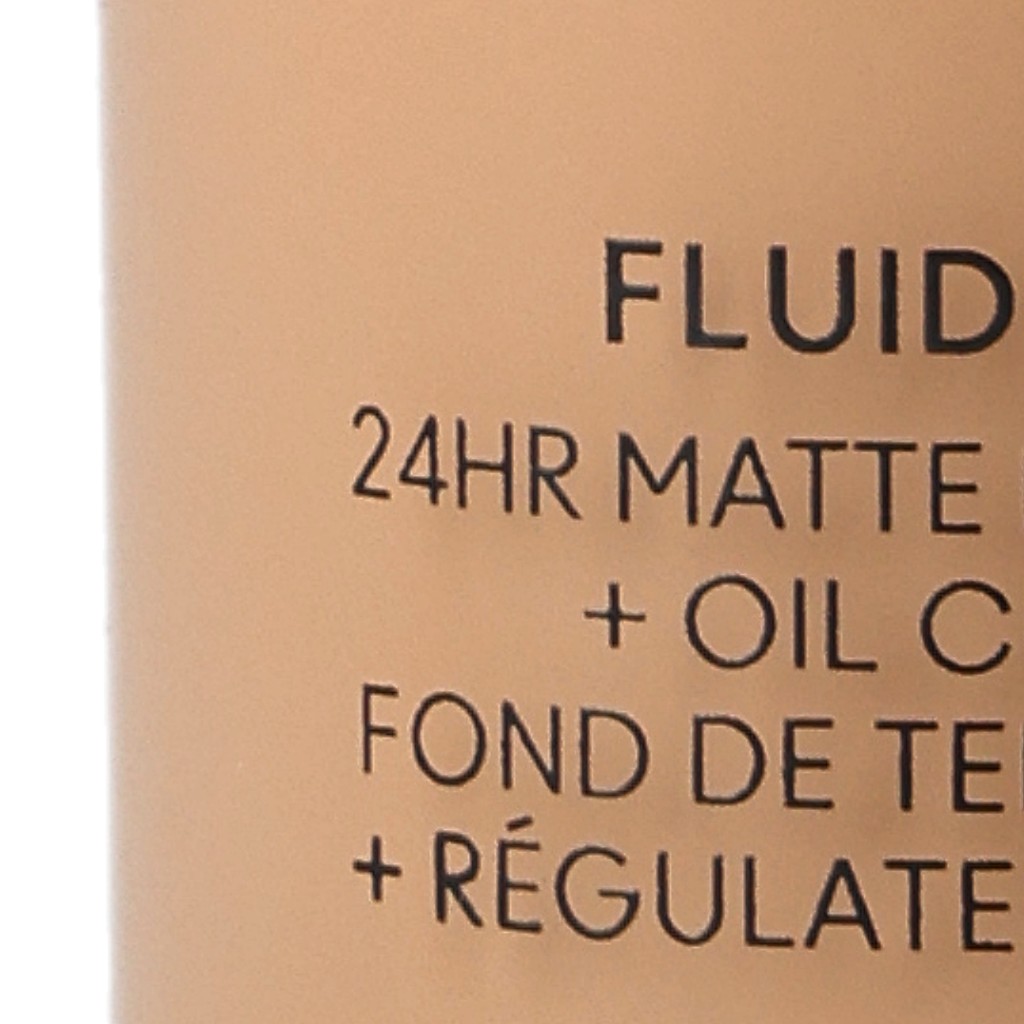 FLUID
24HR MATTE
+ OIL C
FOND DE TE
+ RÉGULATE